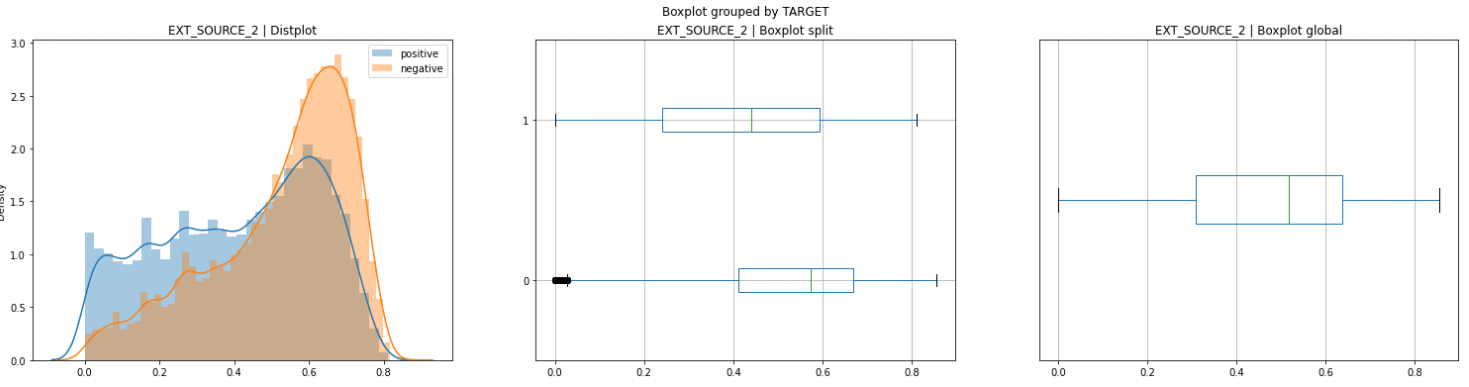 Boxplot grouped by TARGET
EXT_SOURCE_2 | Distplot
positive
negative
3.0
2.5
2.0
1.5
1.0
0.5
0.0
Density
0.0 0.2 0.4 0.6 0.8
EXT_SOURCE_2 | Boxplot split
1
0
0.0 0.2 0.4 0.6 0.8
EXT_SOURCE_2 | Boxplot global
0.0 0.2 0.4 0.6 0.8